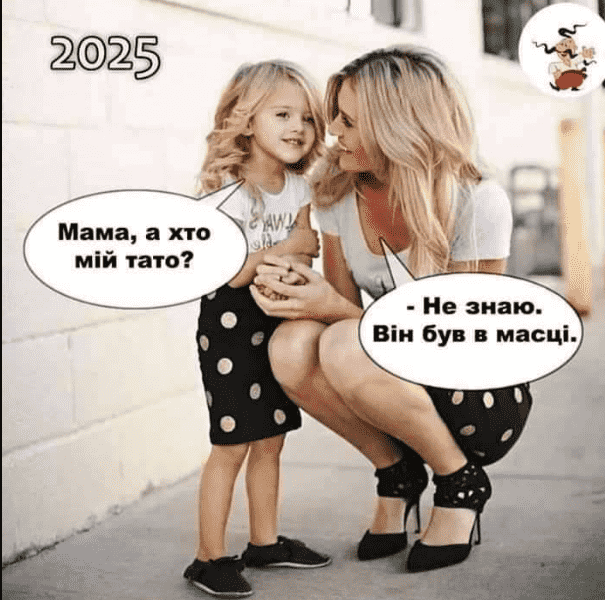 2025
Мама, а хто
мій тато?
- Не знаю.
Він був в масці.